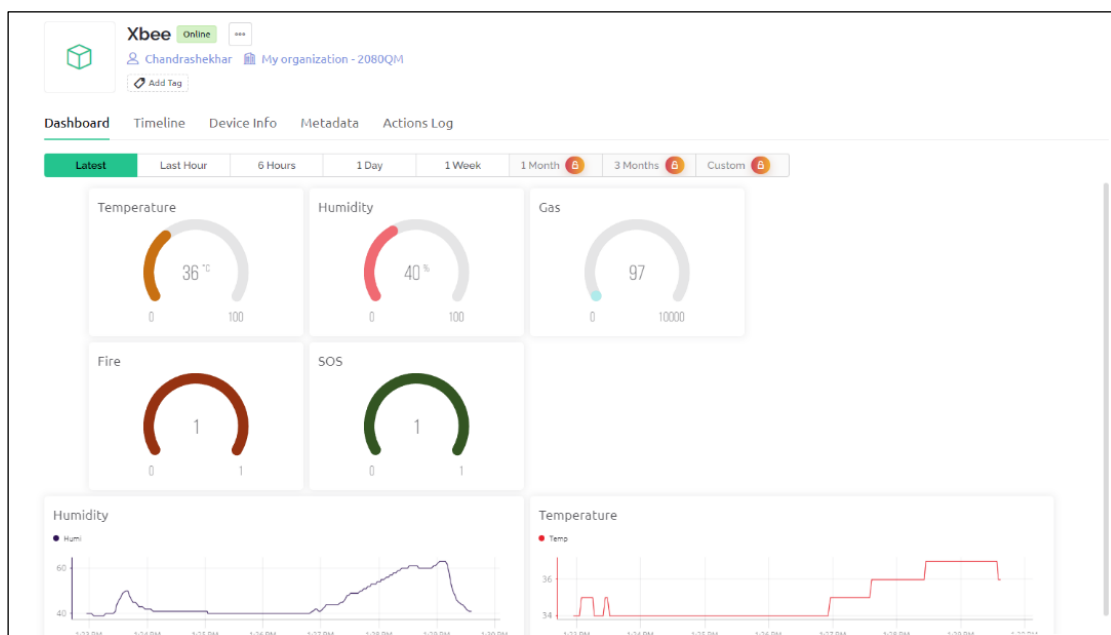 Xbee Online
Chandrashekhar My organization - 2080QM
Add Tag
Dashboard Timeline Device Info Metadata Actions Log
Latest Last Hour 6 Hours 1 Day 1 Week 1 Month 3 Months Custom
Temperature Humidity Gas
36 °C 40 % 97
0 100 0 100 0 10000
Fire SOS
1 1
0 1 0 1
Humidity Temperature
Humi Temp
60 36
40 34